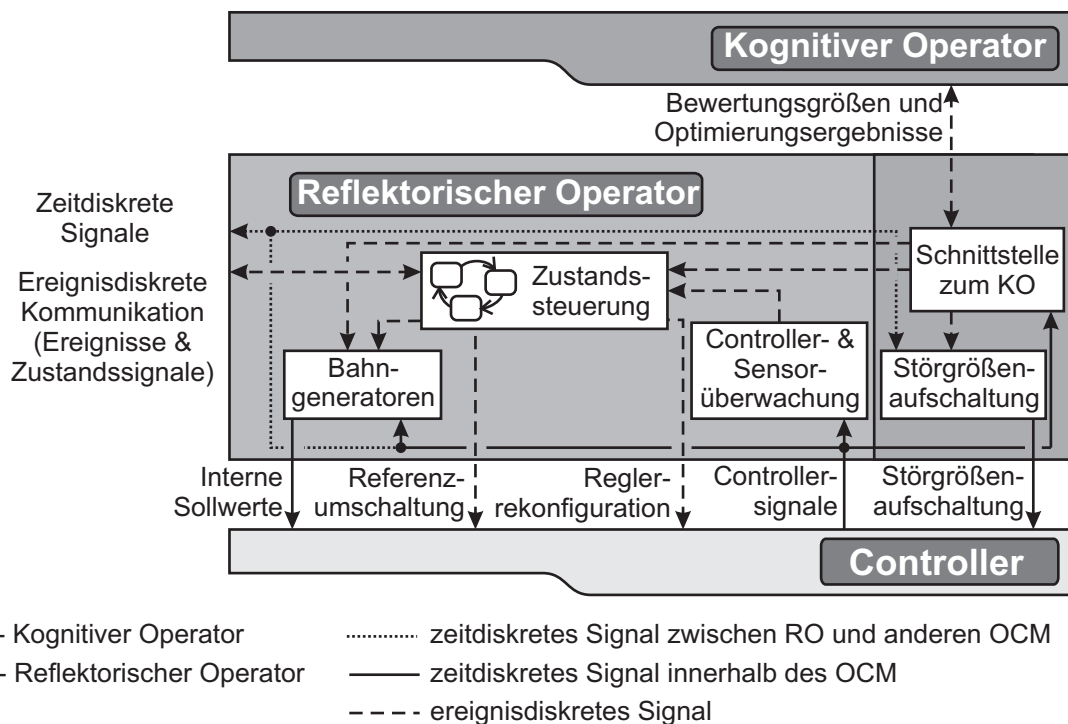 Kognitiver Operator
Bewertungsgrößen und
Optimierungsergebnisse
Reflektorischer Operator
Zeitdiskrete
Signale
Ereignisdiskrete
Kommunikation
(Ereignisse &
Zustandssignale)
Zustands-
steuerung
Schnittstelle
zum KO
Bahn-
generatoren
Controller- &
Sensor-
überwachung
Störgrößen-
aufschaltung
Interne
Sollwerte
Referenz-
umschaltung
Regler-
rekonfiguration
Controller-
signale
Störgrößen-
aufschaltung
Controller
- Kognitiver Operator
- Reflektorischer Operator
zeitdiskretes Signal zwischen RO und anderen OCM
zeitdiskretes Signal innerhalb des OCM
ereignisdiskretes Signal